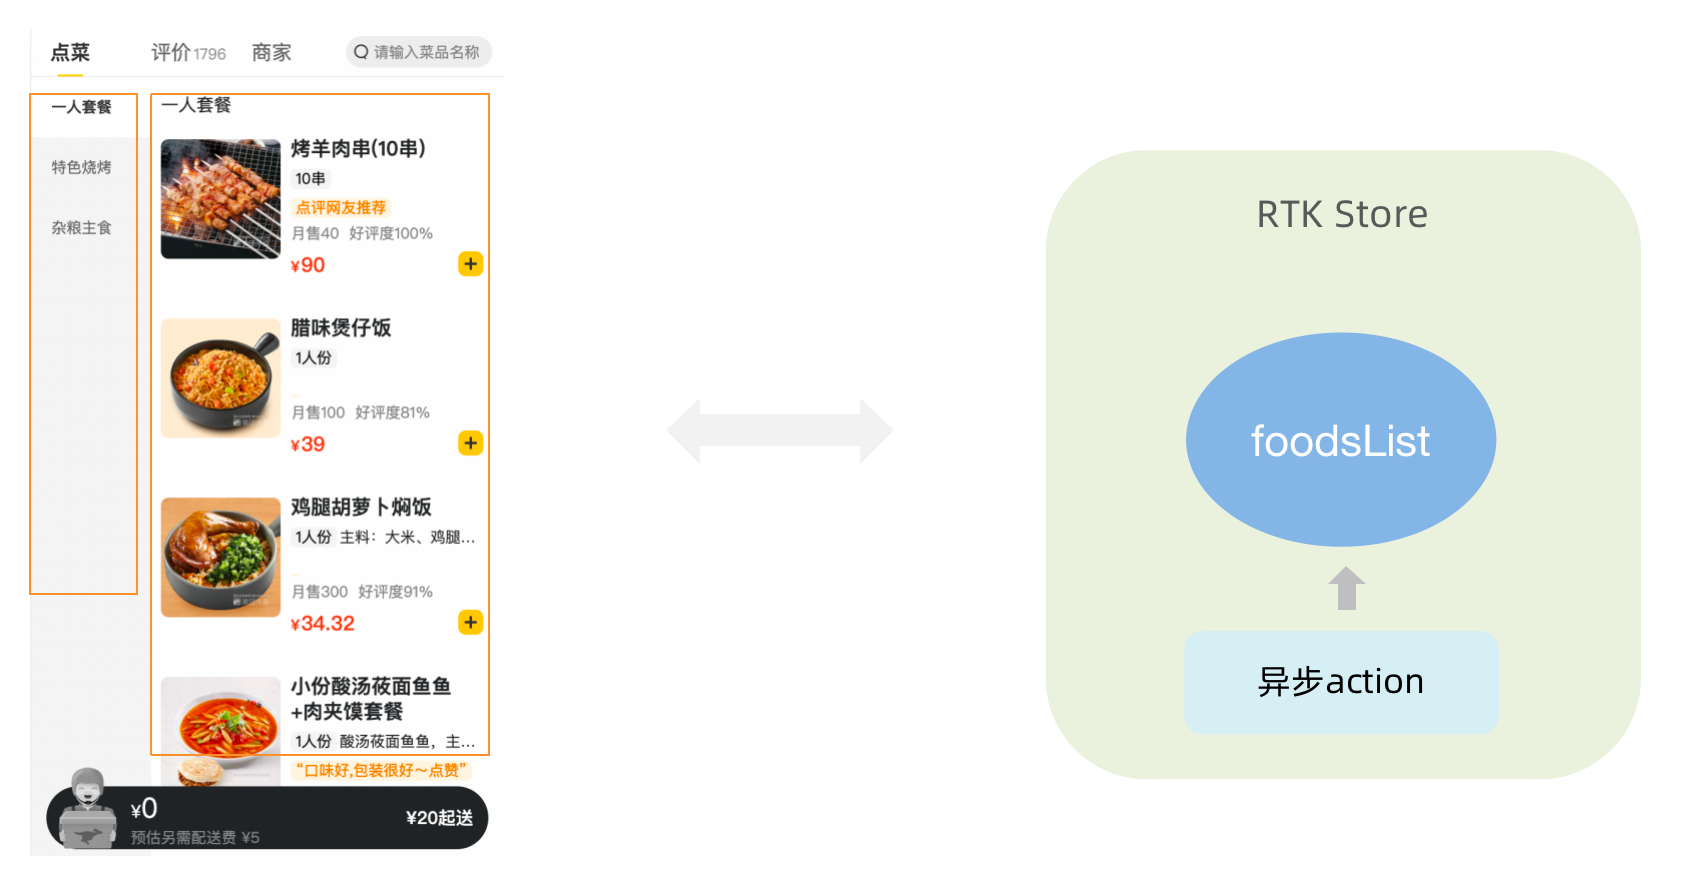 点菜
评价1796
商家
请输入菜品名称
一人套餐
特色烧烤
杂粮主食
一人套餐
烤羊肉串(10串)
10串
点评网友推荐
月售40 好评度100%
¥90
腊味煲仔饭
1人份
月售100 好评度81%
¥39
鸡腿胡萝卜焖饭
1人份 主料：大米、鸡腿...
月售300 好评度91%
¥34.32
小份酸汤莜面鱼鱼
+肉夹馍套餐
1人份 酸汤莜面鱼鱼，主...
“口味好,包装很好～点赞”
¥0
预估另需配送费 ¥5
¥20起送
RTK Store
foodsList
异步action